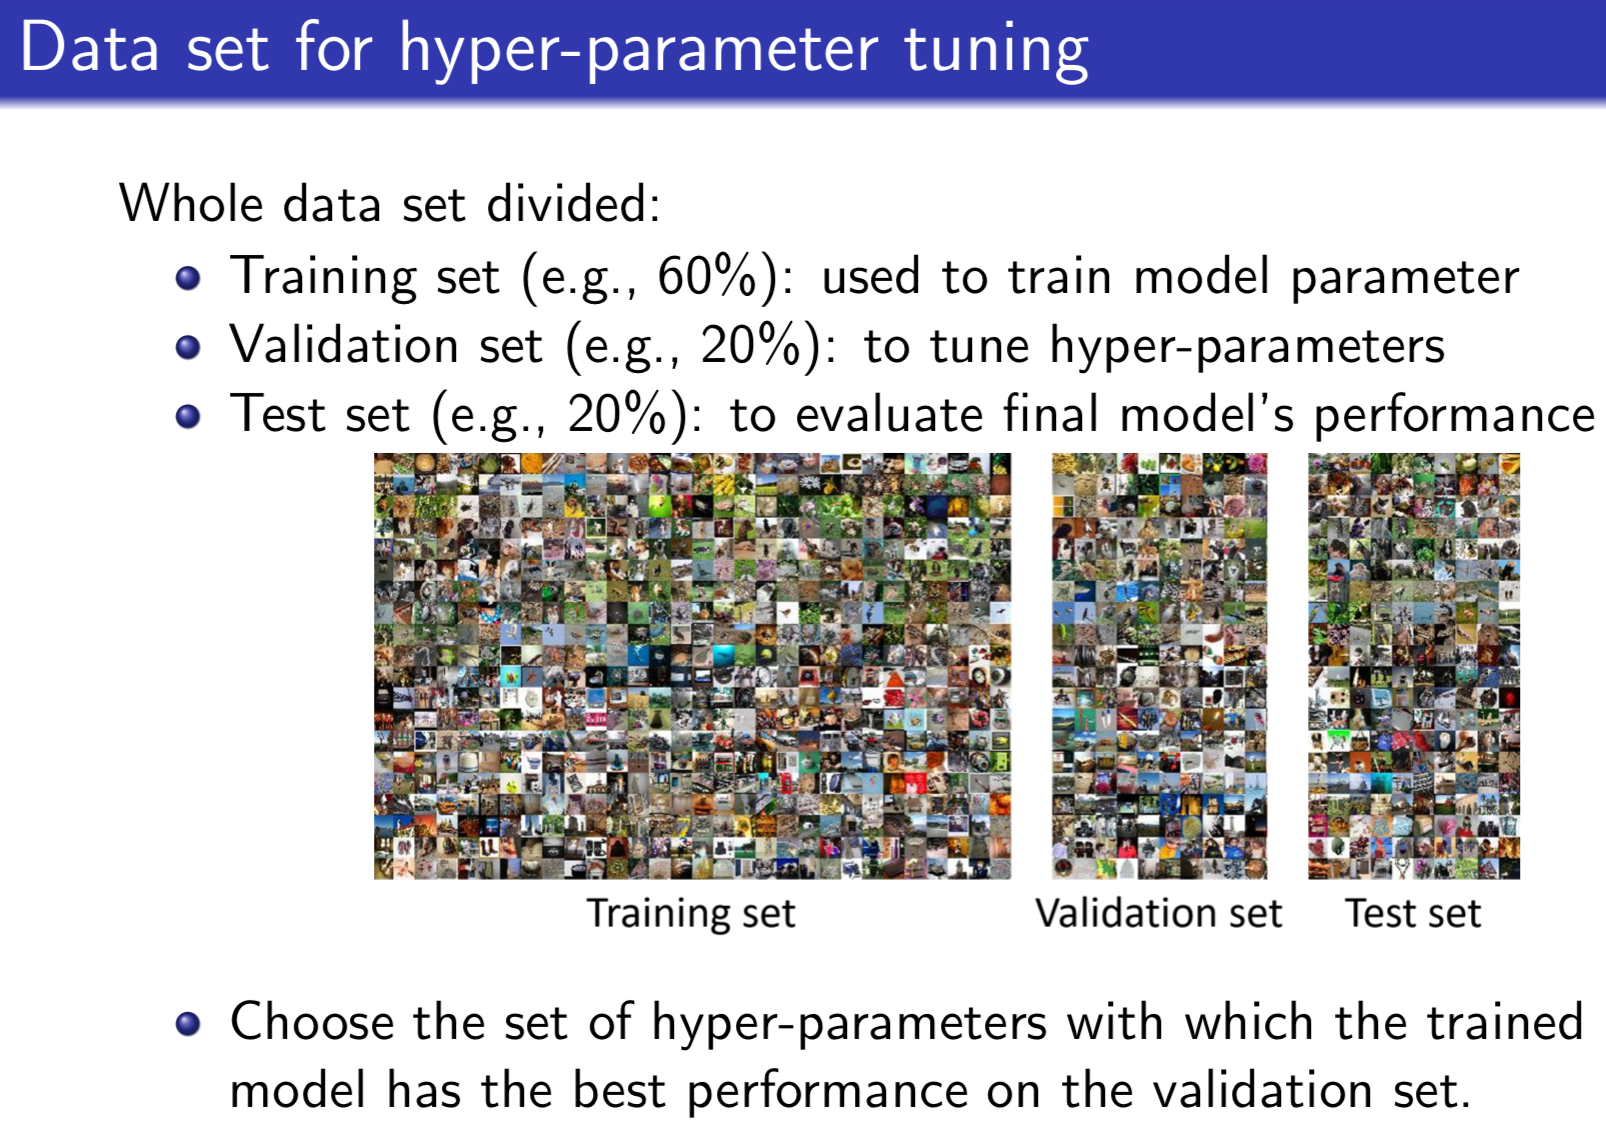 Data set for hyper-parameter tuning
Whole data set divided:
Training set (e.g., 60%): used to train model parameter
Validation set (e.g., 20%): to tune hyper-parameters
Test set (e.g., 20%): to evaluate final model's performance
Training set
Validation set
Test set
Choose the set of hyper-parameters with which the trained
model has the best performance on the validation set.